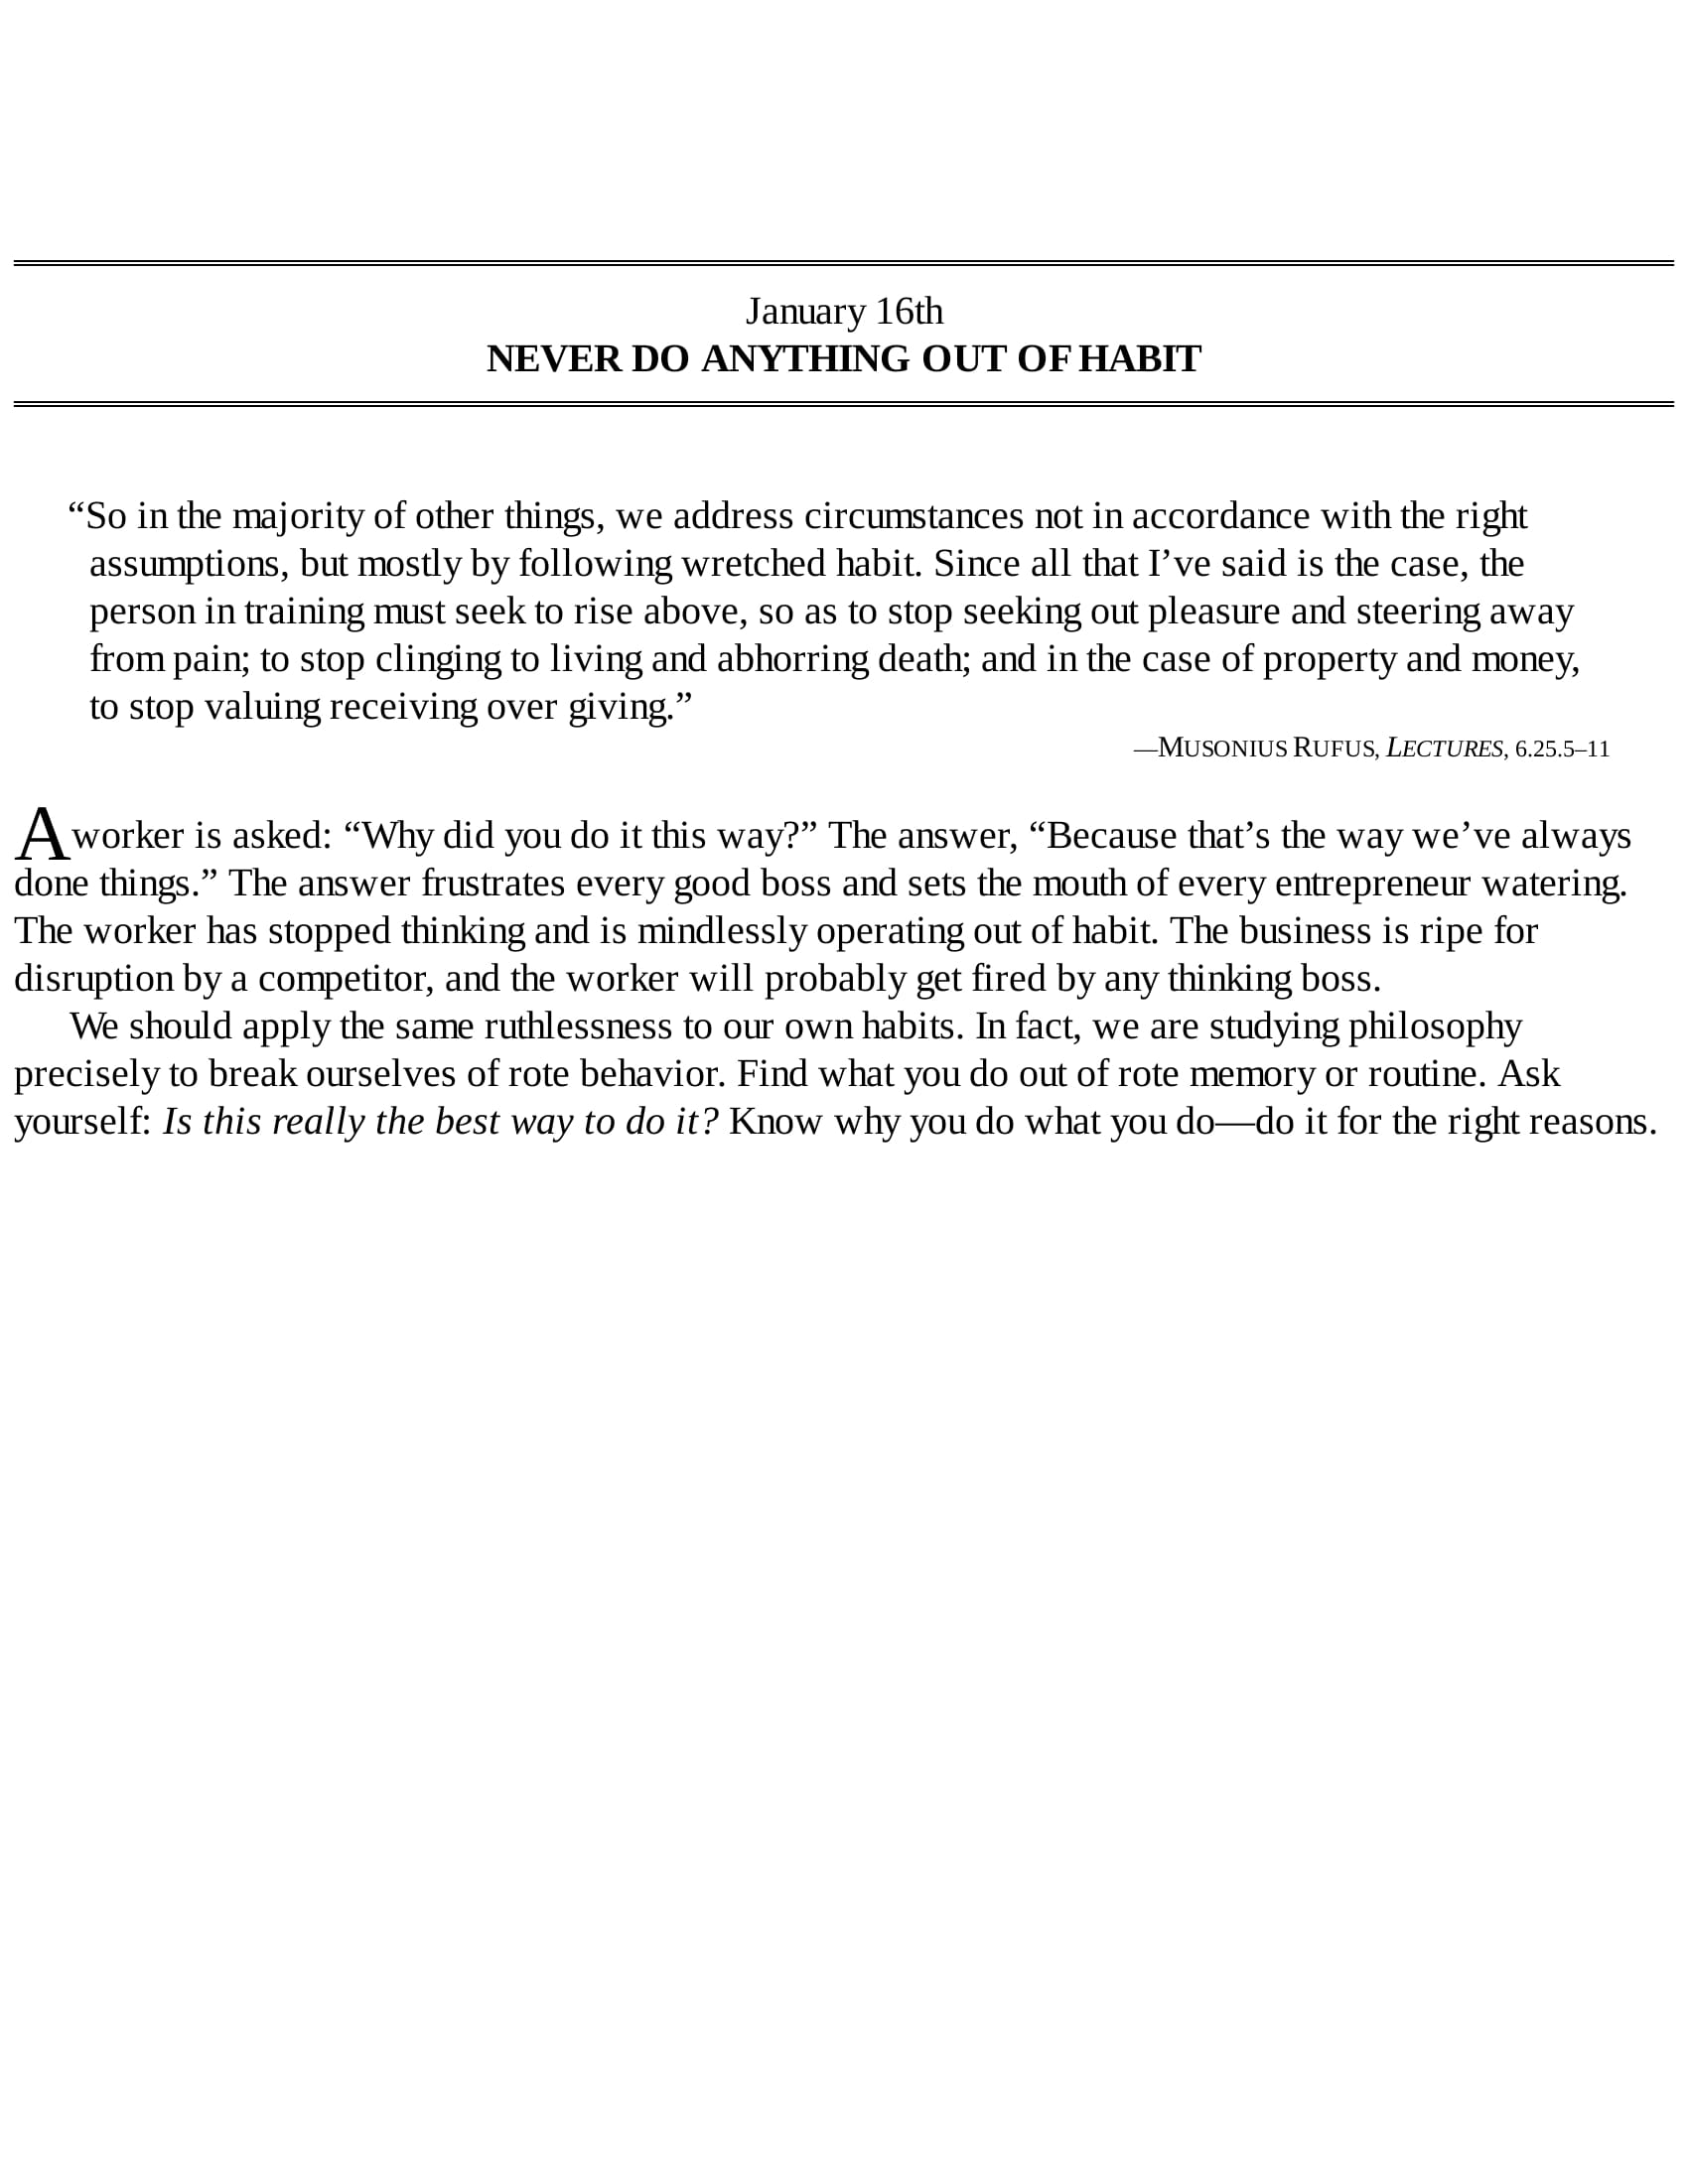 January 16th
NEVER DO ANYTHING OUT OF HABIT
“So in the majority of other things, we address circumstances not in accordance with the right
assumptions, but mostly by following wretched habit. Since all that I’ve said is the case, the
person in training must seek to rise above, so as to stop seeking out pleasure and steering away
from pain; to stop clinging to living and abhorring death; and in the case of property and money,
to stop valuing receiving over giving.”
—MUSONIUS RUFUS, LECTURES, 6.25.5–11
A worker is asked: “Why did you do it this way?” The answer, “Because that’s the way we’ve always
done things.” The answer frustrates every good boss and sets the mouth of every entrepreneur watering.
The worker has stopped thinking and is mindlessly operating out of habit. The business is ripe for
disruption by a competitor, and the worker will probably get fired by any thinking boss.
We should apply the same ruthlessness to our own habits. In fact, we are studying philosophy
precisely to break ourselves of rote behavior. Find what you do out of rote memory or routine. Ask
yourself: Is this really the best way to do it? Know why you do what you do—do it for the right reasons.